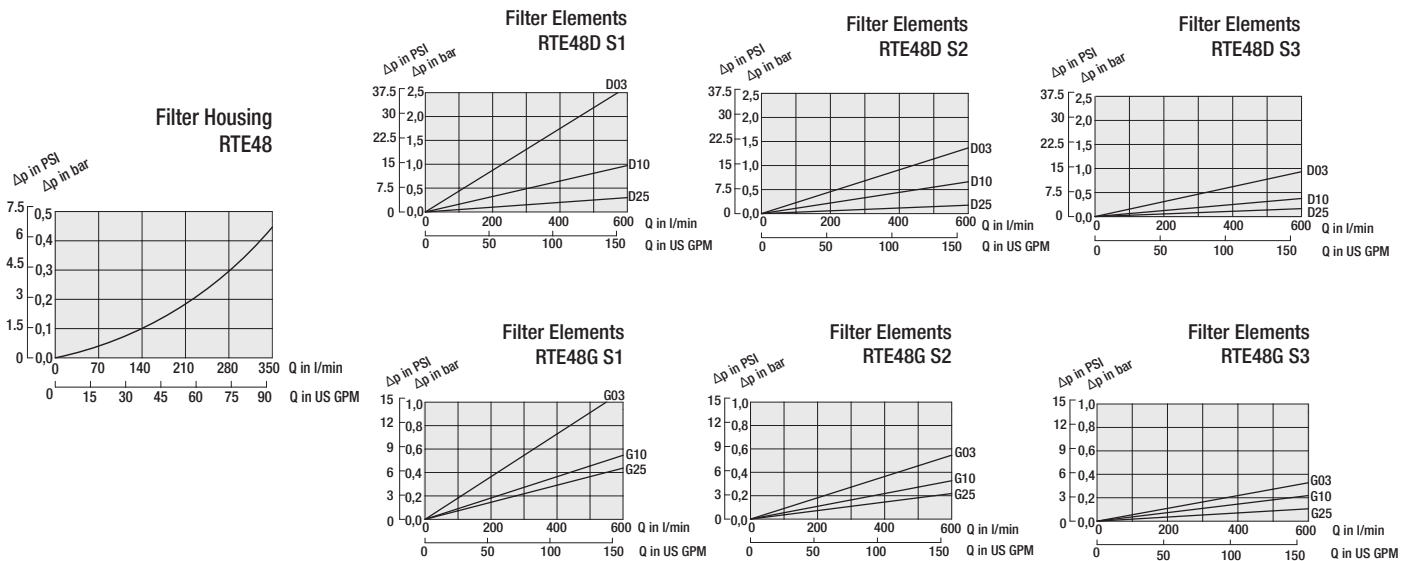 Filter Housing
RTE48
Δp in PSI
Δp in bar
7.5 0,5
6 0,4
4.5 0,3
3 0,2
1.5 0,1
0 0,0
0 70 140 210 280 350 Q in l/min
0 15 30 45 60 75 90 Q in US GPM
Filter Elements
RTE48D S1
Δp in PSI
Δp in bar
D03
37.5 2,5
30 2,0
22.5 1,5
15 1,0 D10
7.5 0,5 D25
0 0,0
200 400 600
Q in l/min
0 50 100 150
Q in US GPM
Filter Elements
RTE48D S2
Δp in PSI
Δp in bar
37.5 2,5
30 2,0
22.5 1,5 D03
15 1,0 D10
7.5 0,5 D25
0 0,0
0 200 400 600 Q in l/min
0 50 100 150 Q in US GPM
Filter Elements
RTE48D S3
Δp in PSI
Δp in bar
37.5 2,5
30 2,0
22.5 1,5
15 1,0 D03
7.5 0,5 D10
0 0,0 D25
0 200 400 600 Q in l/min
0 50 100 150 Q in US GPM
Filter Elements
RTE48G S1
Δp in PSI
Δp in bar
G03
15 1,0
12 0,8
9 0,6 G10
6 0,4 G25
3 0,2
0 0,0
0 200 400 600 Q in l/min
0 50 100 150 Q in US GPM
Filter Elements
RTE48G S2
Δp in PSI
Δp in bar
15 1,0
12 0,8
9 0,6 G03
6 0,4 G10
3 0,2 G25
0 0,0
200 400 600 Q in l/min
0 50 100 150 Q in US GPM
Filter Elements
RTE48G S3
Δp in PSI
Δp in bar
15 1,0
12 0,8
9 0,6
6 0,4 G03
3 0,2 G10
G25
0 0,0
200 400 600 Q in l/min
0 50 100 150 Q in US GPM